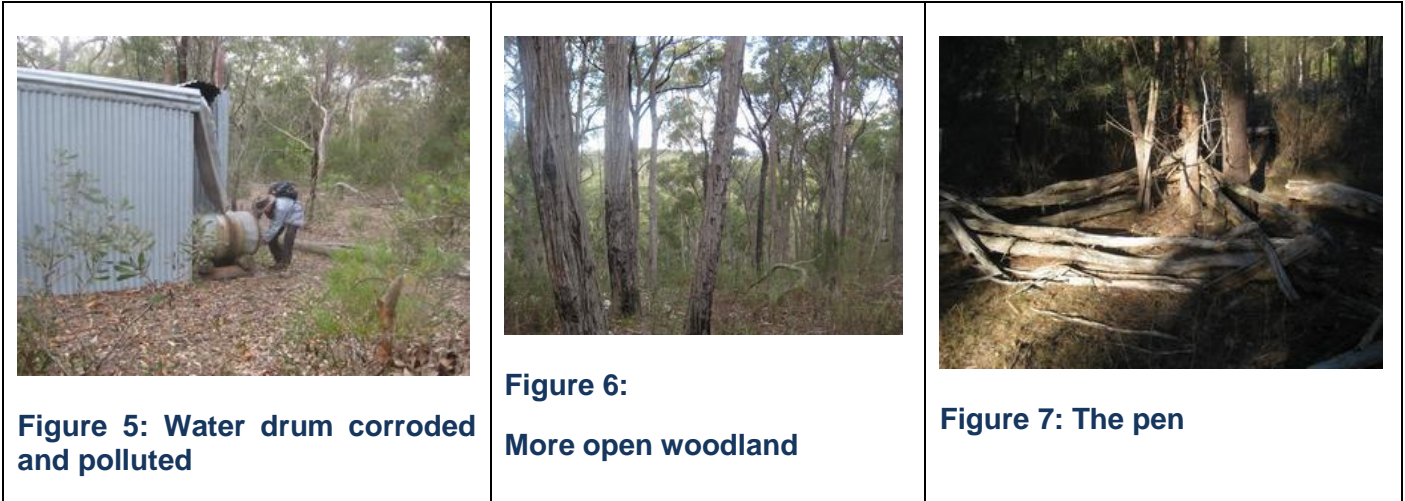 Figure 5: Water drum corroded
and polluted
Figure 6:
More open woodland
Figure 7: The pen